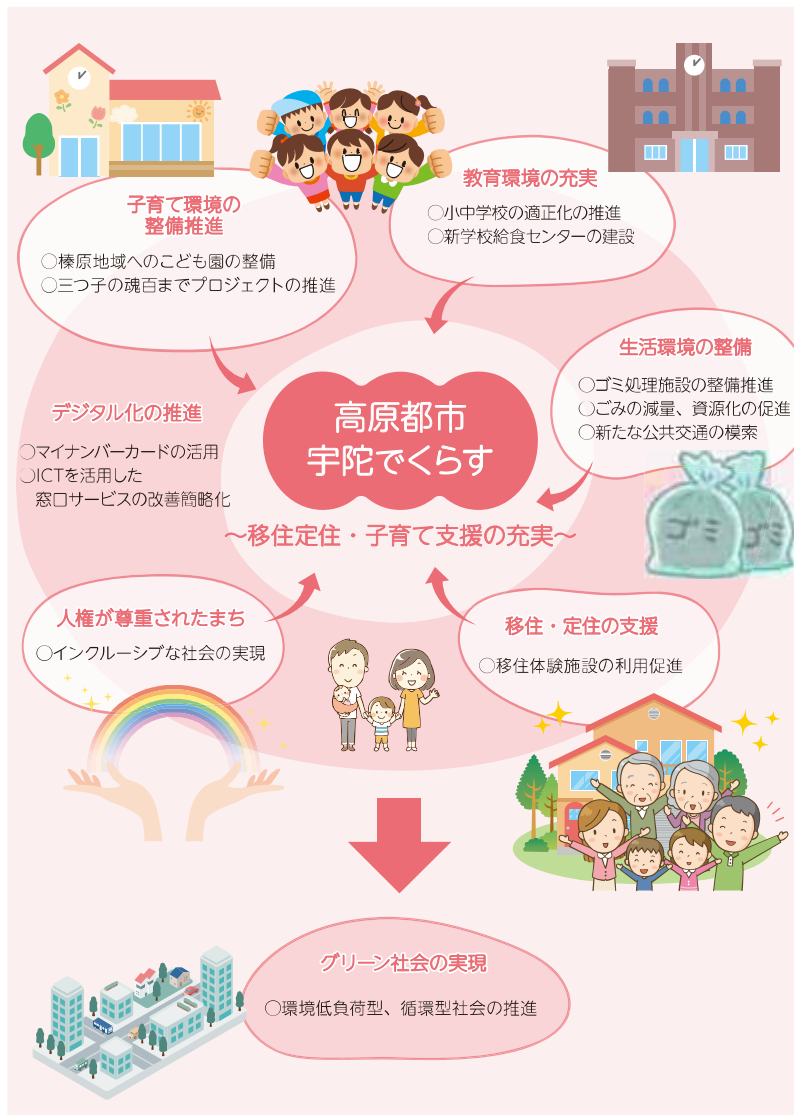 子育て環境の
整備推進
○榛原地域へのこども園の整備
○三つ子の魂百までプロジェクトの推進
教育環境の充実
○小中学校の適正化の推進
○新学校給食センターの建設
生活環境の整備
○ゴミ処理施設の整備推進
○ごみの減量、資源化の促進
○新たな公共交通の模索
ゴミ
ゴミ
デジタル化の推進
○マイナンバーカードの活用
○ICTを活用した
窓口サービスの改善簡略化
高原都市
宇陀でくらす
～移住定住・子育て支援の充実～
人権が尊重されたまち
○インクルーシブな社会の実現
移住・定住の支援
○移住体験施設の利用促進
グリーン社会の実現
○環境低負荷型、循環型社会の推進